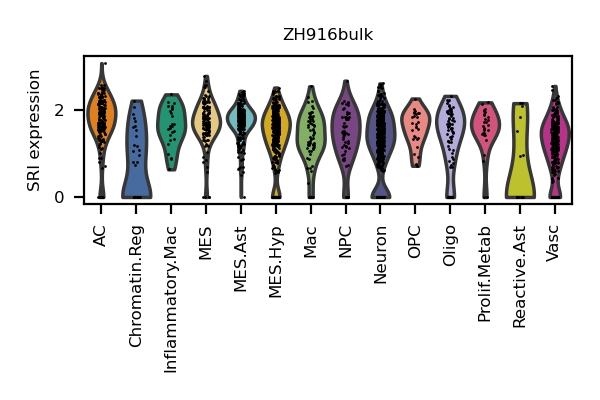 ZH916bulk
SRI expression
2
0
AC
Chromatin.Reg
Inflammatory.Mac
MES
MES.Ast
MES.Hyp
Mac
NPC
Neuron
OPC
Oligo
Prolif.Metab
Reactive.Ast
Vasc